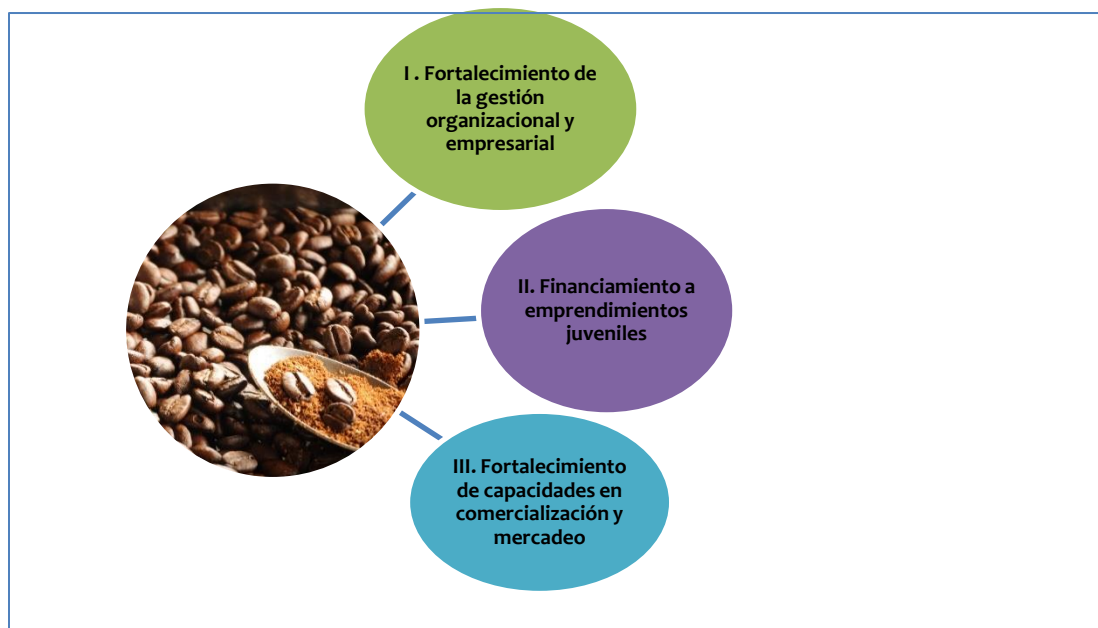 I . Fortalecimiento de
la gestión
organizacional y
empresarial
II. Financiamiento a
emprendimientos
juveniles
III. Fortalecimiento
de capacidades en
comercialización y
mercadeo